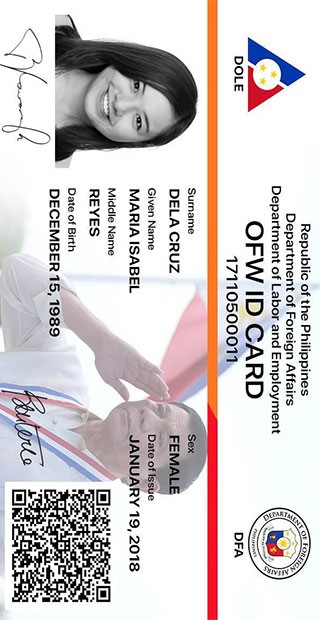 Republic of the Philippines
Department of Foreign Affairs
Department of Labor and Employment
OFW ID CARD
17110500011
DOLE
DFA
DEPARTMENT OF FOREIGN AFFAIRS
PHILIPPINES
Surname
DELA CRUZ
Given Name
MARIA ISABEL
Middle Name
REYES
Date of Birth
DECEMBER 15, 1989
Sex
FEMALE
Date of Issue
JANUARY 19, 2018